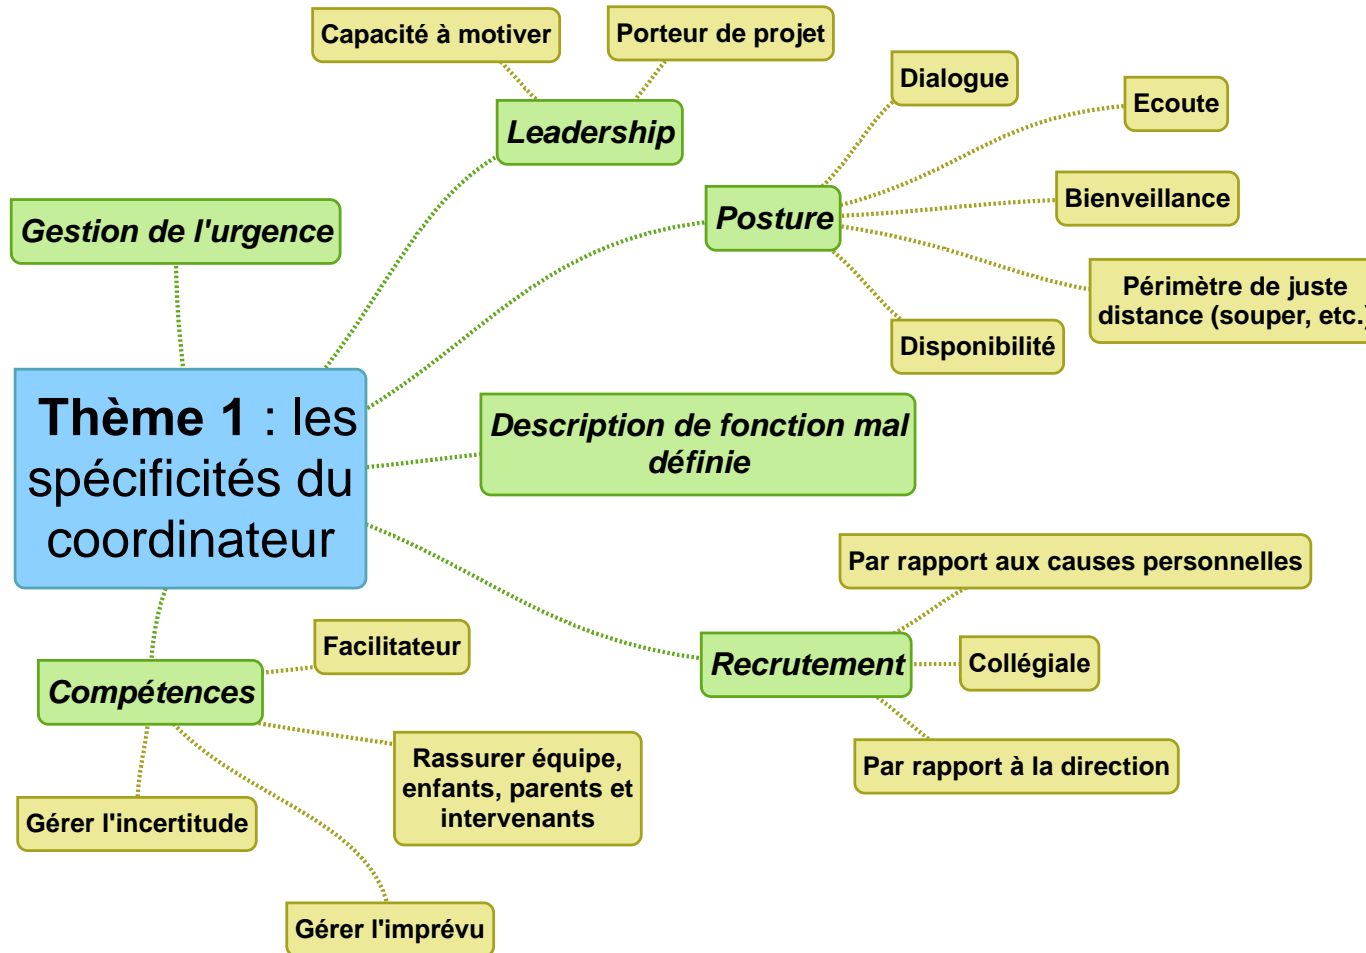 Capacité à motiver
Porteur de projet
Leadership
Dialogue
Ecoute
Posture
Bienveillance
Périmètre de juste
distance (souper, etc.)
Disponibilité
Gestion de l'urgence
Thème 1 : les
spécificités du
coordinateur
Description de fonction mal
définie
Par rapport aux causes personnelles
Recrutement
Collégiale
Par rapport à la direction
Facilitateur
Compétences
Rassurer équipe,
enfants, parents et
intervenants
Gérer l'incertitude
Gérer l'imprévu